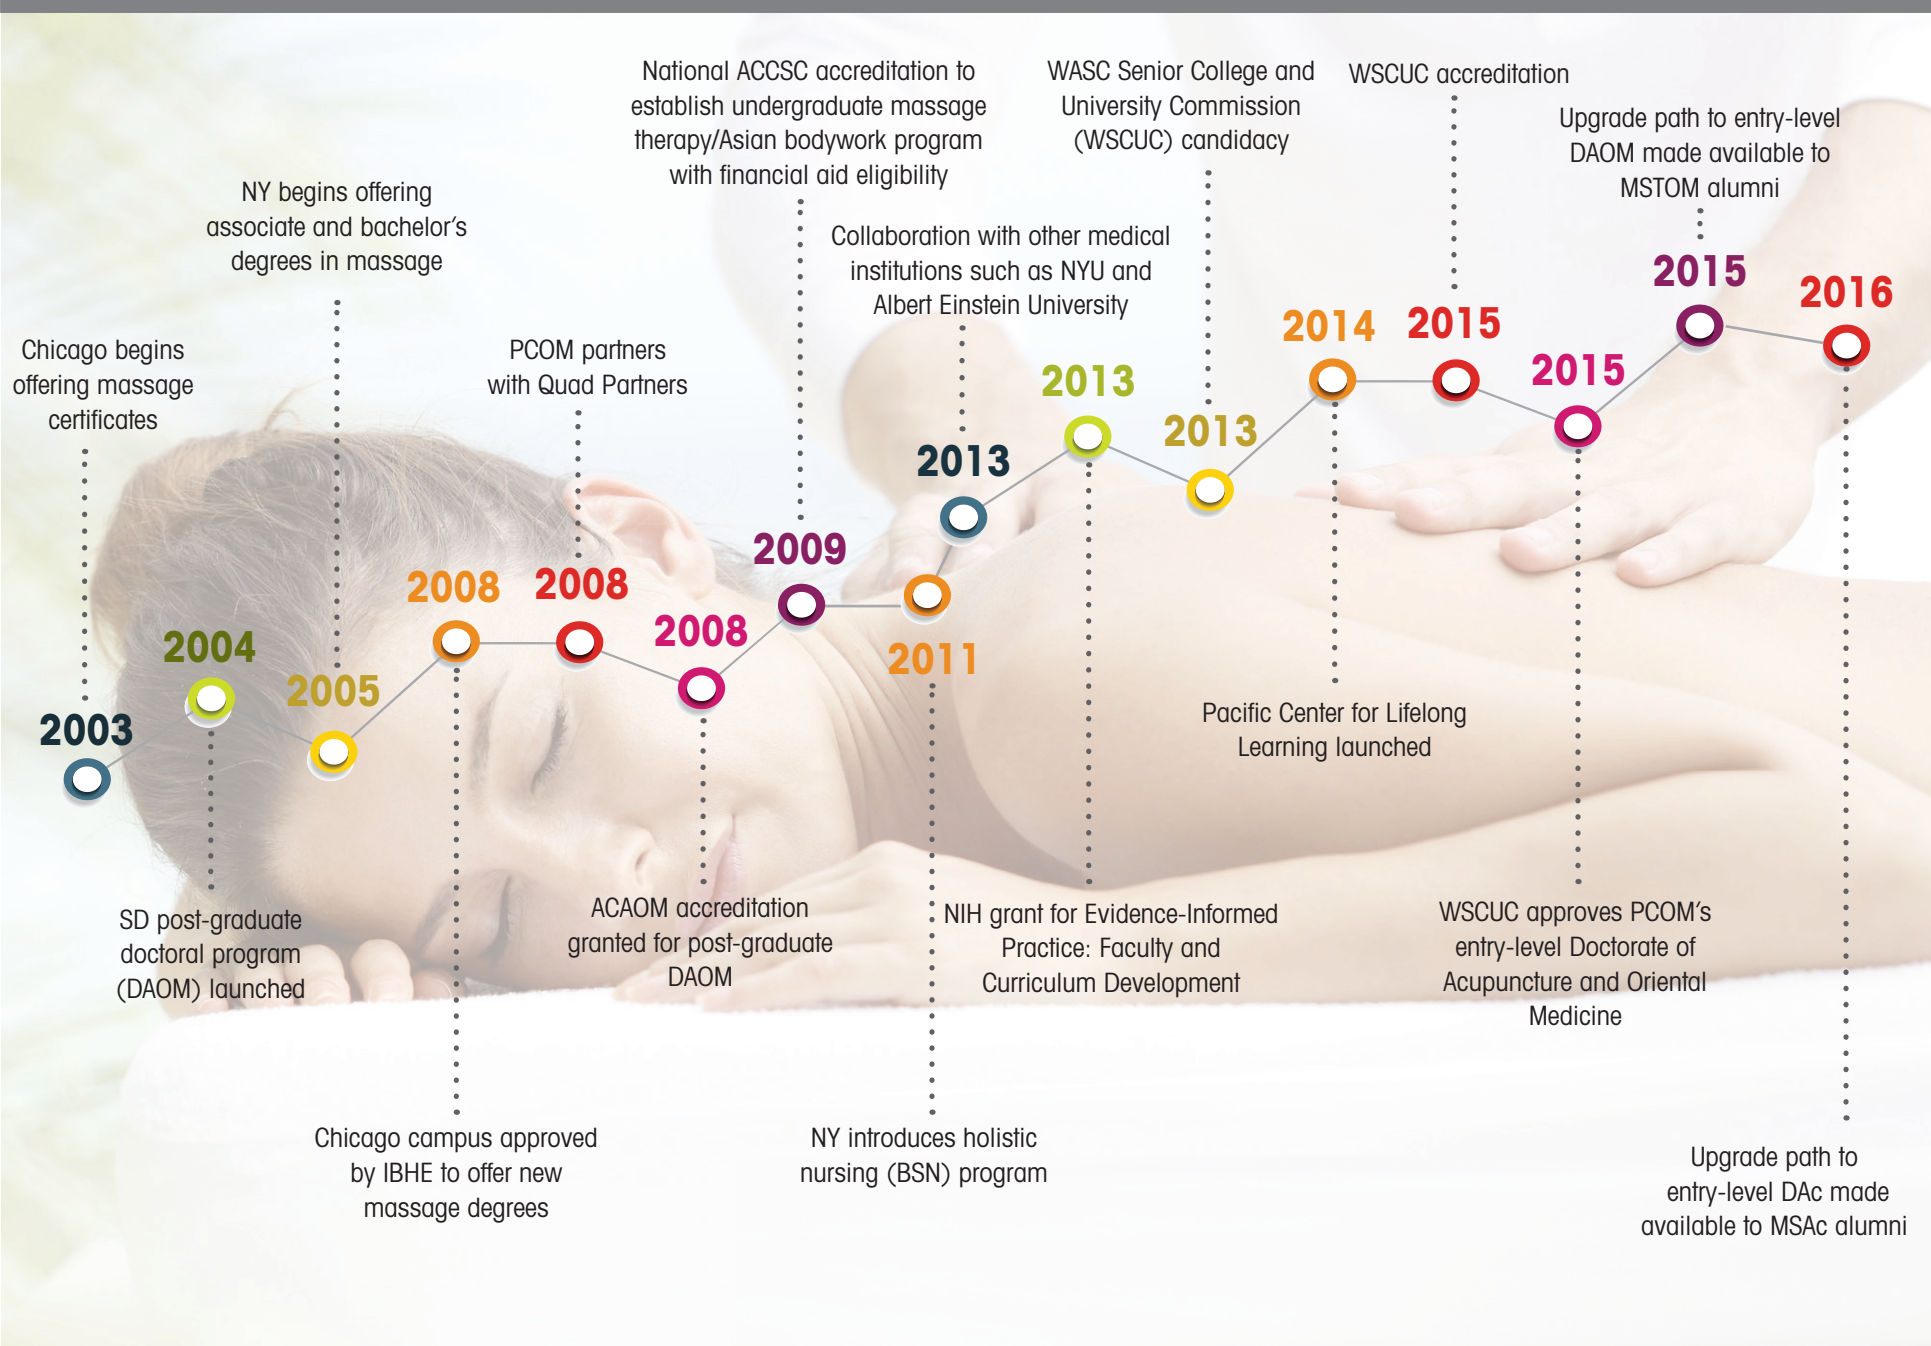 Chicago begins
offering massage
certificates
2003
2004
SD post-graduate
doctoral program
(DAOM) launched
NY begins offering
associate and bachelor's
degrees in massage
2005
2008
Chicago campus approved
by IBHE to offer new
massage degrees
PCOM partners
with Quad Partners
2008
2008
ACAOM accreditation
granted for post-graduate
DAOM
National ACCSC accreditation to
establish undergraduate massage
therapy/Asian bodywork program
with financial aid eligibility
2009
2011
NY introduces holistic
nursing (BSN) program
Collaboration with other medical
institutions such as NYU and
Albert Einstein University
2013
2013
NIH grant for Evidence-Informed
Practice: Faculty and
Curriculum Development
WASC Senior College and
University Commission
(WSCUC) candidacy
2013
2014
Pacific Center for Lifelong
Learning launched
WSCUC accreditation
2015
2015
WSCUC approves PCOM's
entry-level Doctorate of
Acupuncture and Oriental
Medicine
Upgrade path to entry-level
DAOM made available to
MSTOM alumni
2015
2016
Upgrade path to
entry-level DAc made
available to MSAc alumni